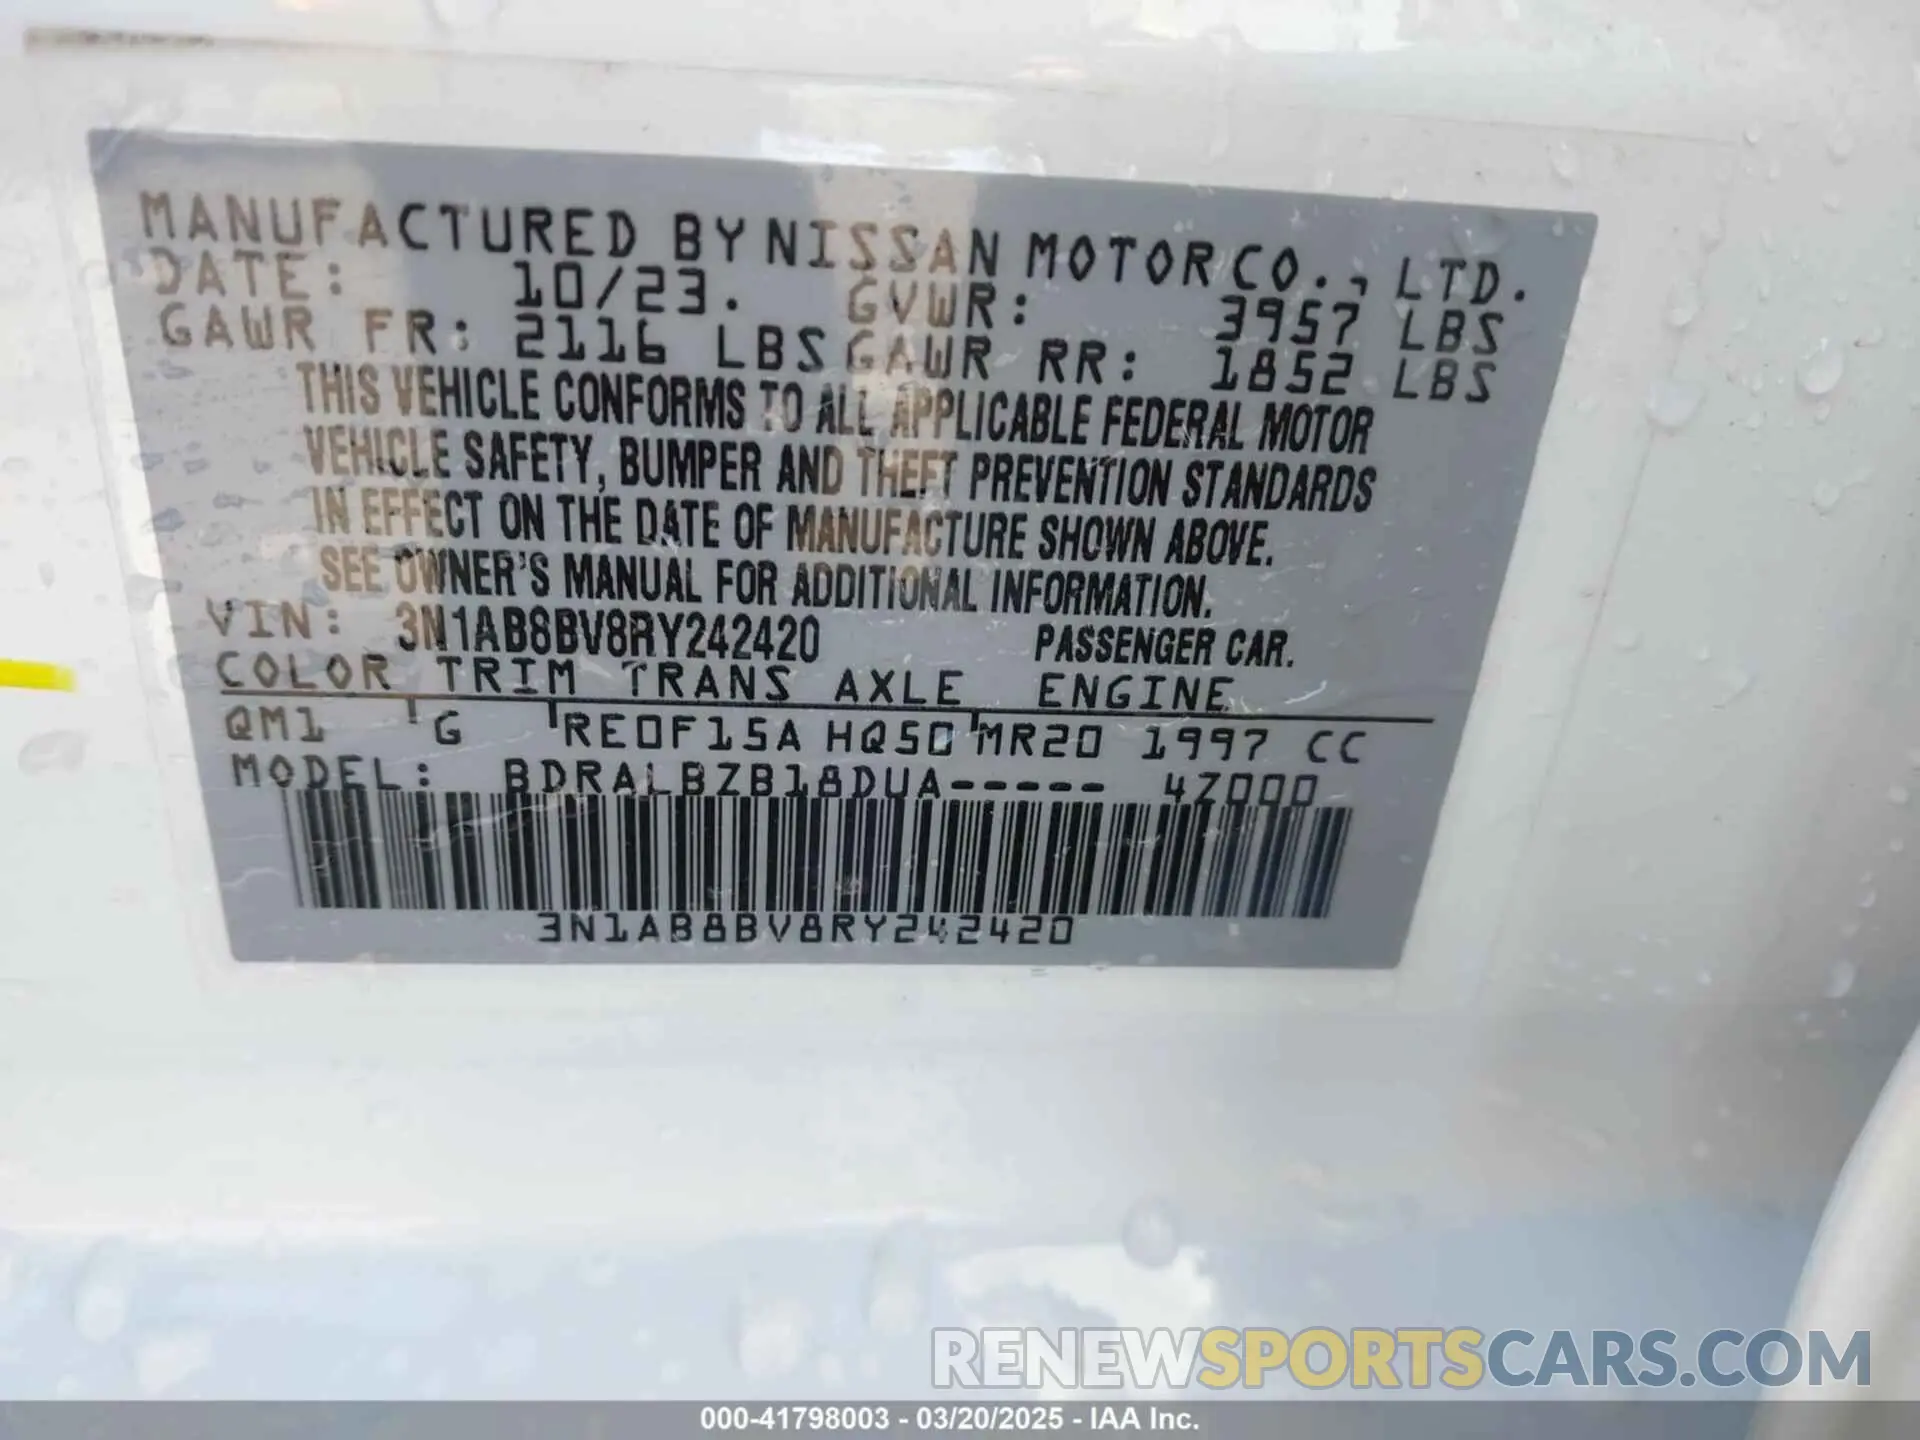 MANUFACTURED BY NISSAN MOTOR CO., LTD.
DATE: 10/23. GVWR: 3957 LBS
GAWR FR: 2116 LBS GAWR RR: 1852 LBS
THIS VEHICLE CONFORMS TO ALL APPLICABLE FEDERAL MOTOR
VEHICLE SAFETY, BUMPER AND THEFT PREVENTION STANDARDS
IN EFFECT ON THE DATE OF MANUFACTURE SHOWN ABOVE.
SEE OWNER'S MANUAL FOR ADDITIONAL INFORMATION.
VIN: 3N1AB8BV8RY242420 PASSENGER CAR.
COLOR TRIM TRANS AXLE ENGINE
QM1 G RE0F15A HQ50 MR20 1997 CC
MODEL: BDRALBZB18DUA----- 4Z000
3N1AB8BV8RY242420
RENEWSPORTSCARS.COM
000-41798003 - 03/20/2025 - IAA Inc.